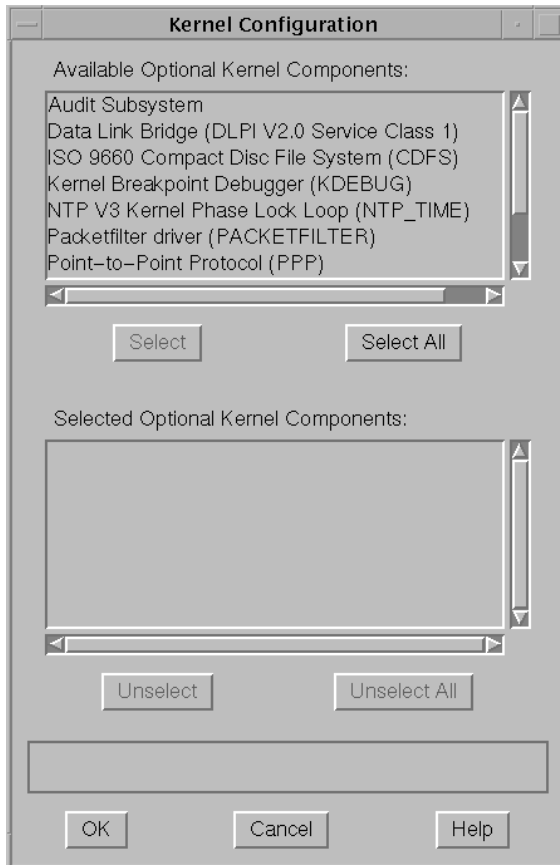 Kernel Configuration
Available Optional Kernel Components:
Audit Subsystem
Data Link Bridge (DLPI V2.0 Service Class 1)
ISO 9660 Compact Disc File System (CDFS)
Kernel Breakpoint Debugger (KDEBUG)
NTP V3 Kernel Phase Lock Loop (NTP_TIME)
Packetfilter driver (PACKETFILTER)
Point-to-Point Protocol (PPP)
Select Select All
Selected Optional Kernel Components:
Unselect Unselect All
OK Cancel Help